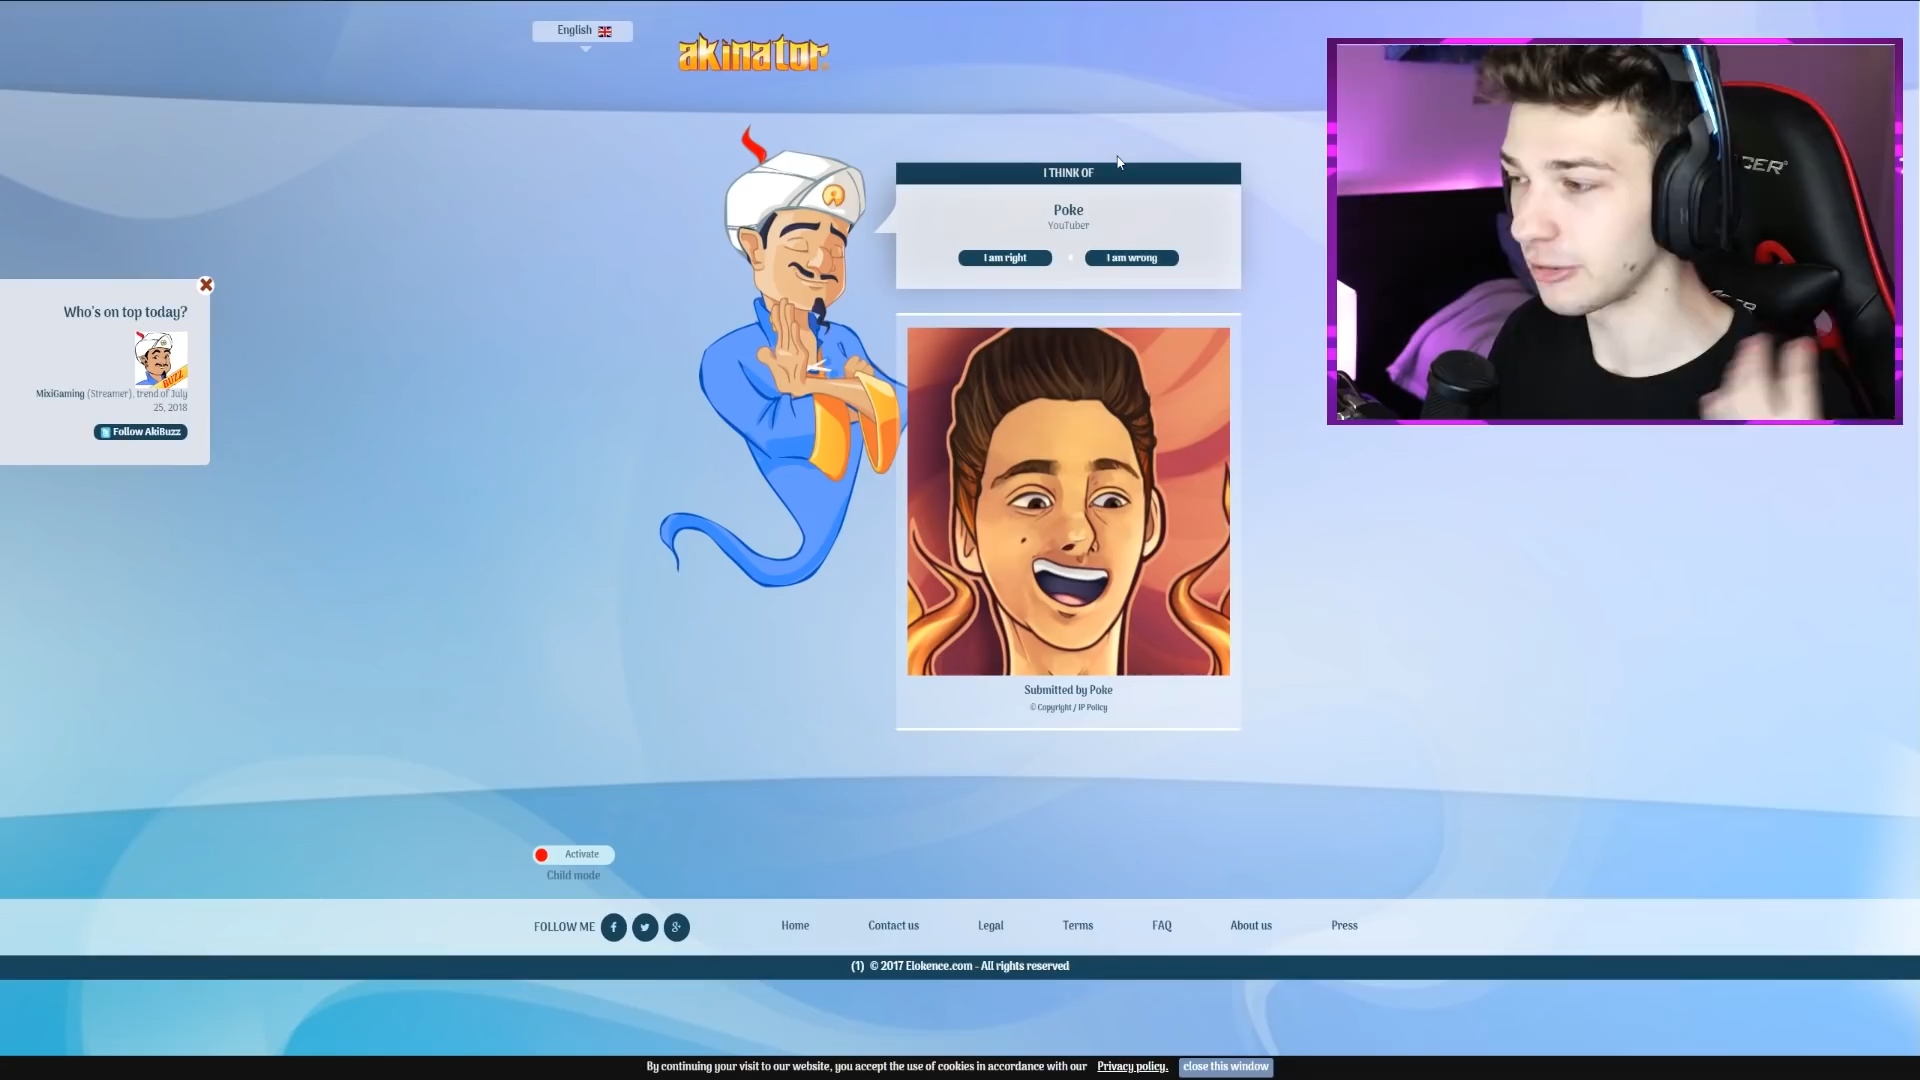 English
akinator
I THINK OF
Poke
YouTuber
I am right
I am wrong
Who's on top today?
BUZZ
MixiGaming (Streamer), trend of July
25, 2018
Follow AkiBuzz
Submitted by Poke
© Copyright / IP Policy
Activate
Child mode
FOLLOW ME
Home
Contact us
Legal
Terms
FAQ
About us
Press
(1) © 2017 Elokence.com - All rights reserved
By continuing your visit to our website, you accept the use of cookies in accordance with our Privacy policy. close this window